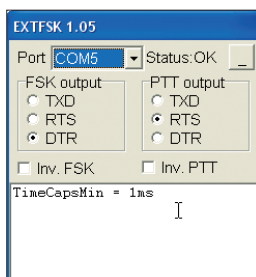 EXTFSK 1.05
Port COM5 Status:OK _
FSK output PTT output
TXD TXD
RTS RTS
DTR DTR
Inv. FSK Inv. PTT
TimeCapsMin = 1ms